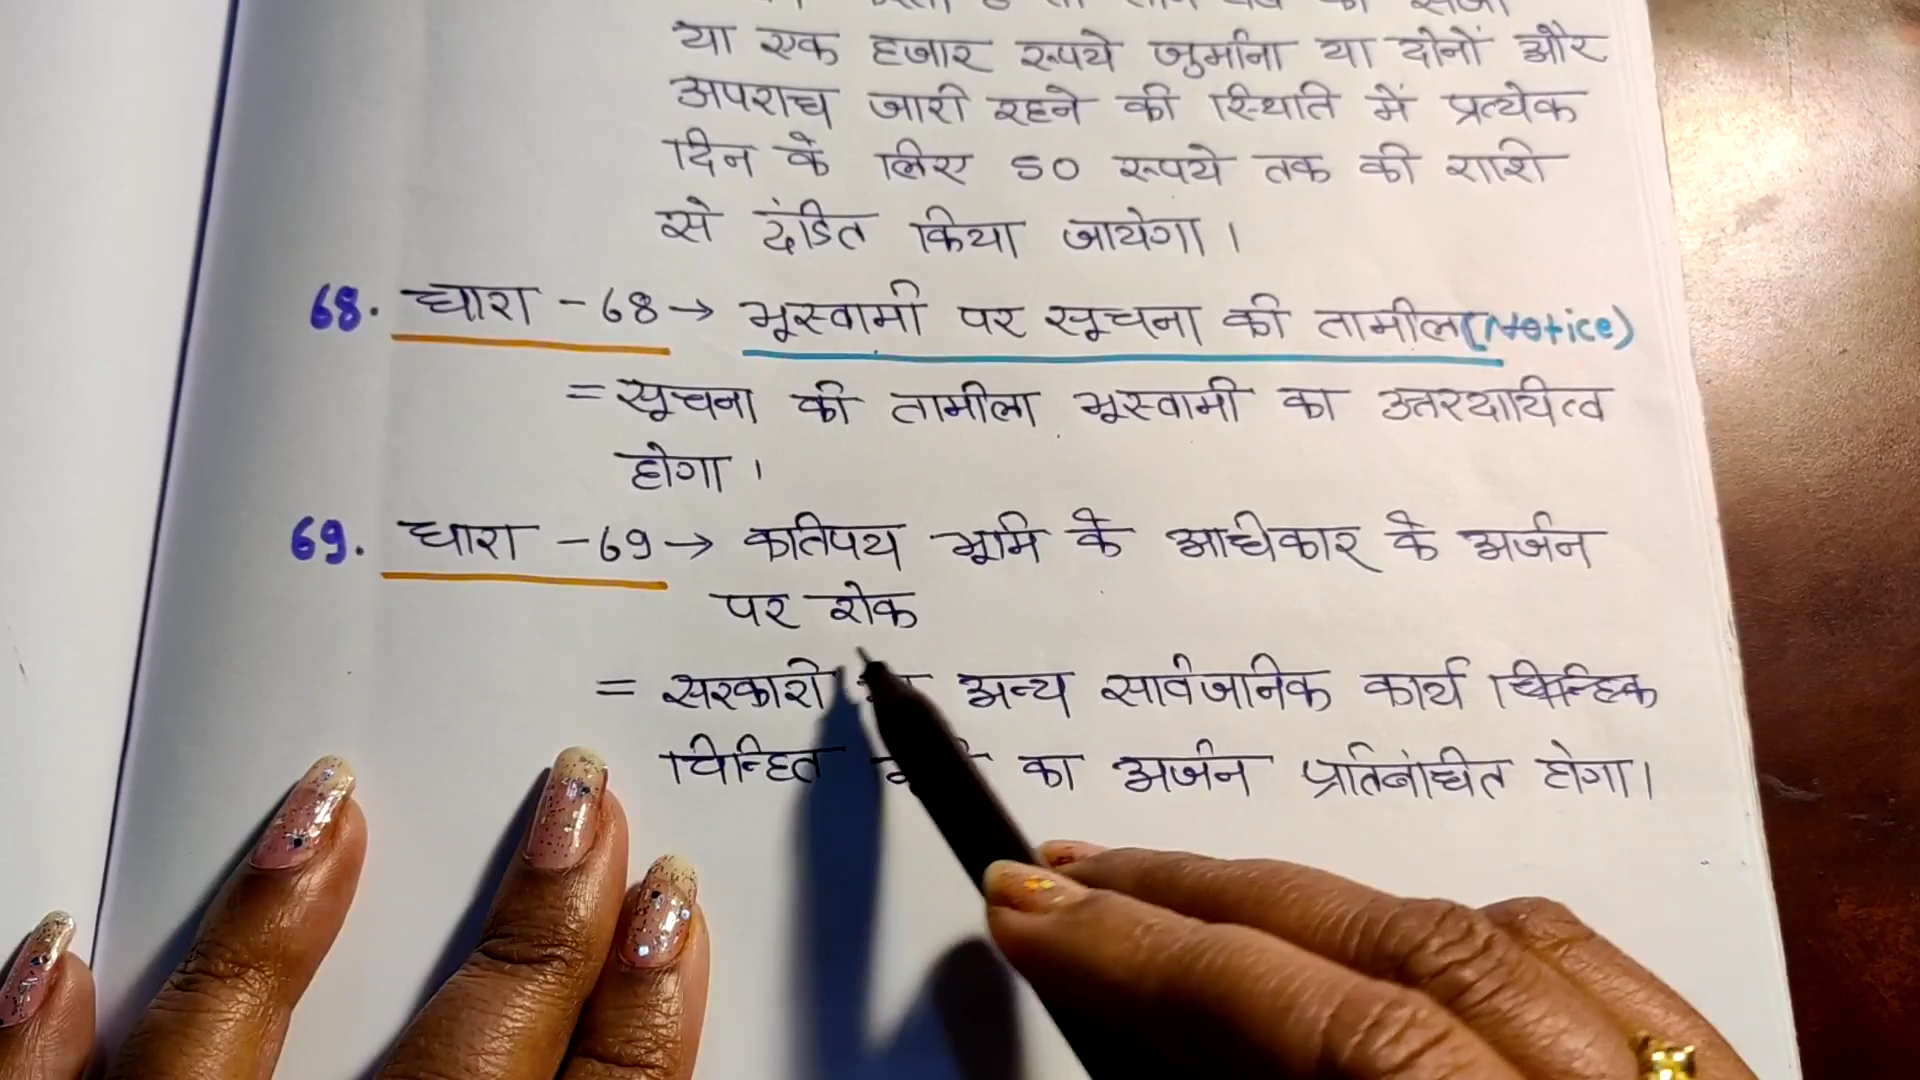 या एक हजार रूपये जुर्माना या दोनों और
अपराध जारी रहने की स्थिति में प्रत्येक
दिन के लिए 50 रूपये तक की राशि
से दंडित किया जायेगा।
68. धारा - 68 → भूस्वामी पर सूचना की तामील (Notice)
= सूचना की तामीला भूस्वामी का उत्तरदायित्व
होगा।
69. धारा - 69 → कतिपय भूमि के अधिकार के अर्जन
पर रोक
= सरकारी अन्य सार्वजनिक कार्य
चिन्हित का अर्जन प्रतिबंधित होगा।